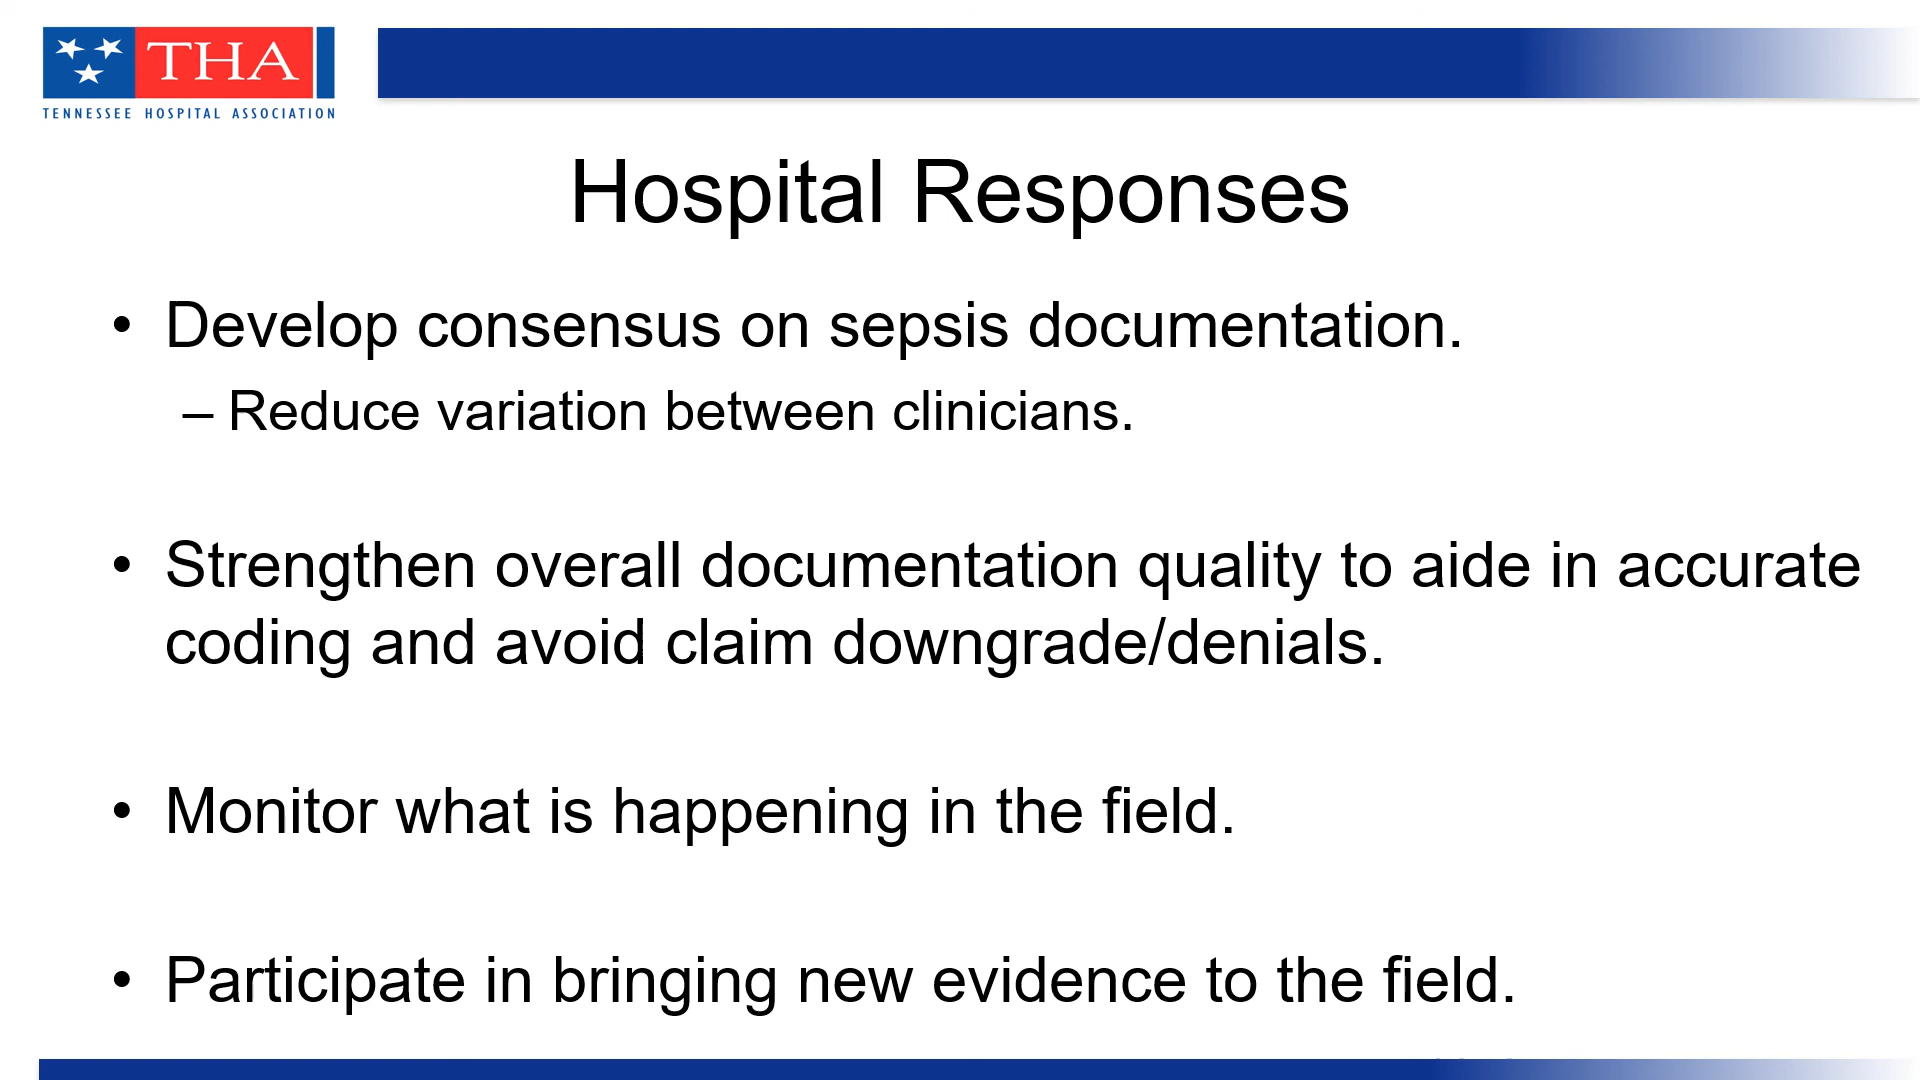 THA
TENNESSEE HOSPITAL ASSOCIATION
Hospital Responses
• Develop consensus on sepsis documentation.
– Reduce variation between clinicians.
• Strengthen overall documentation quality to aide in accurate
coding and avoid claim downgrade/denials.
• Monitor what is happening in the field.
• Participate in bringing new evidence to the field.